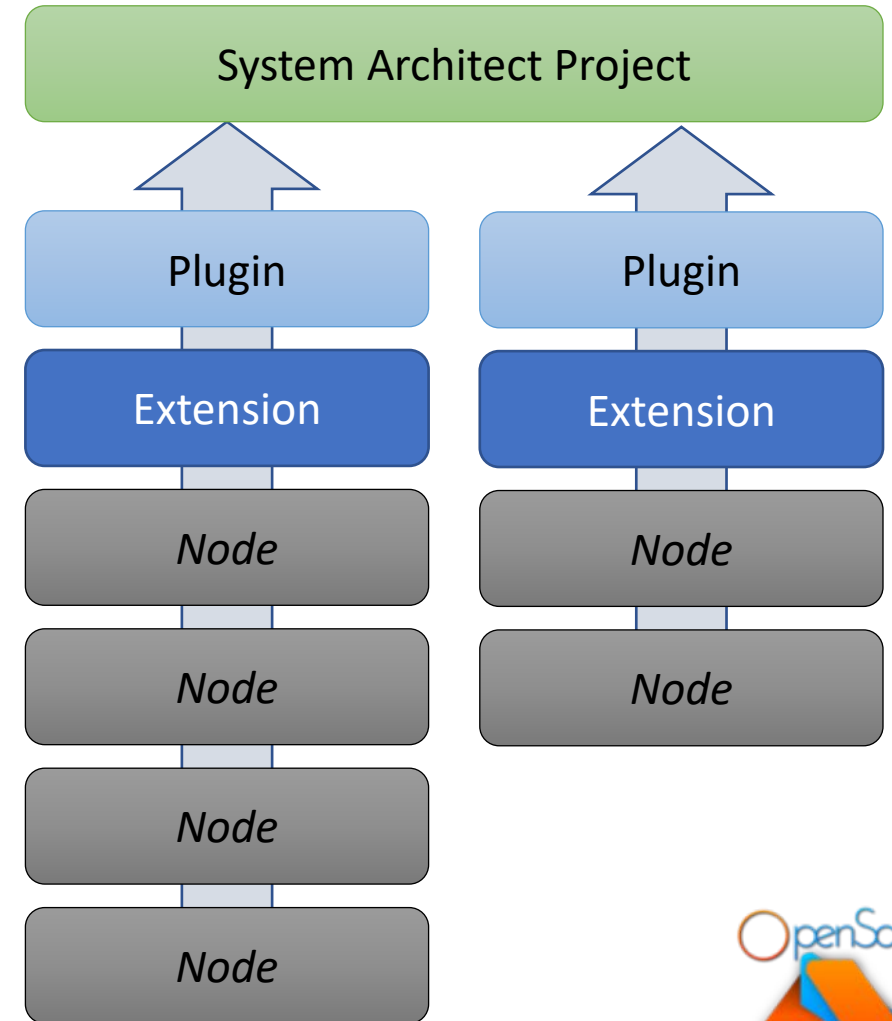 System Architect Project
Plugin
Extension
Node
Node
Node
Node
Plugin
Extension
Node
Node